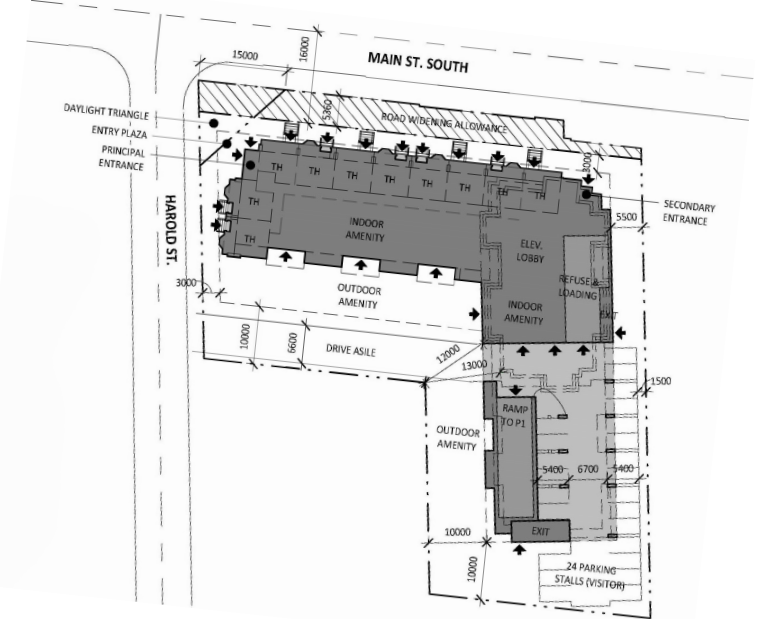 MAIN ST. SOUTH
15000
16000
5360
ROAD WIDENING ALLOWANCE
DAYLIGHT TRIANGLE
ENTRY PLAZA
PRINCIPAL
ENTRANCE
3000
TH
TH
TH
TH
TH
TH
TH
TH
TH
TH
SECONDARY
ENTRANCE
5500
HAROLD ST.
INDOOR
AMENITY
ELEV.
LOBBY
REFUSE &
LOADING
INDOOR
AMENITY
EXIT
3000
OUTDOOR
AMENITY
10000
6600
DRIVE ASILE
12000
13000
1500
RAMP
TO P1
OUTDOOR
AMENITY
5400
6700
5400
10000
EXIT
10000
24 PARKING
STALLS (VISITOR)